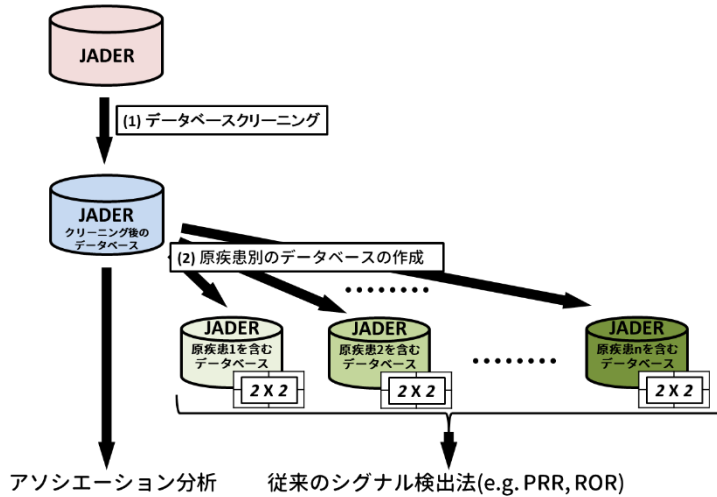 JADER
(1) データベースクリーニング
JADER
クリーニング後の
データベース
(2) 原疾患別のデータベースの作成
JADER
原疾患1を含む
データベース
2 X 2
JADER
原疾患2を含む
データベース
2 X 2
JADER
原疾患nを含む
データベース
2 X 2
アソシエーション分析
従来のシグナル検出法(e.g. PRR, ROR)